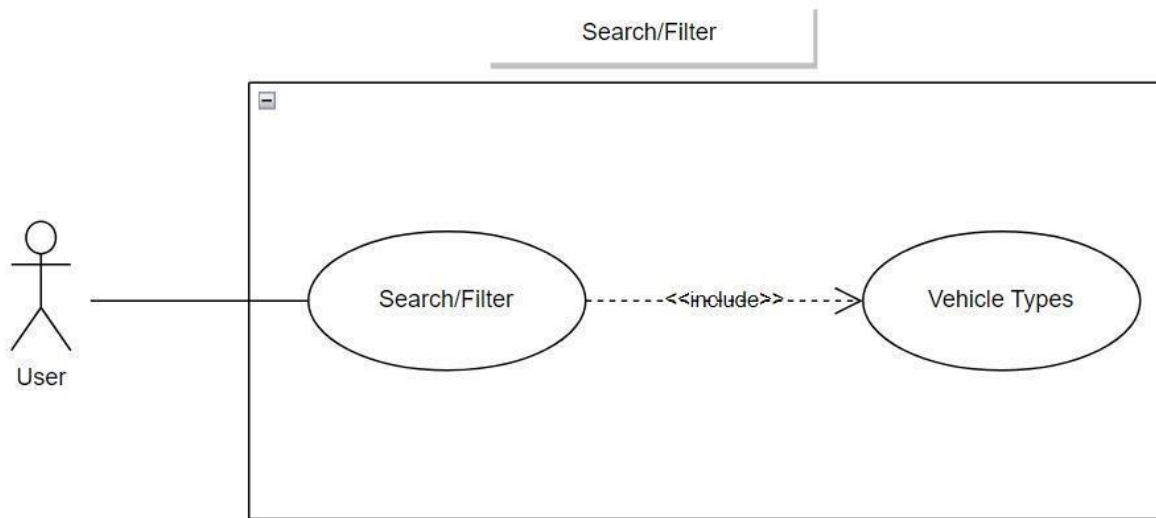 Search/Filter
Search/Filter
<<include>>
Vehicle Types
User